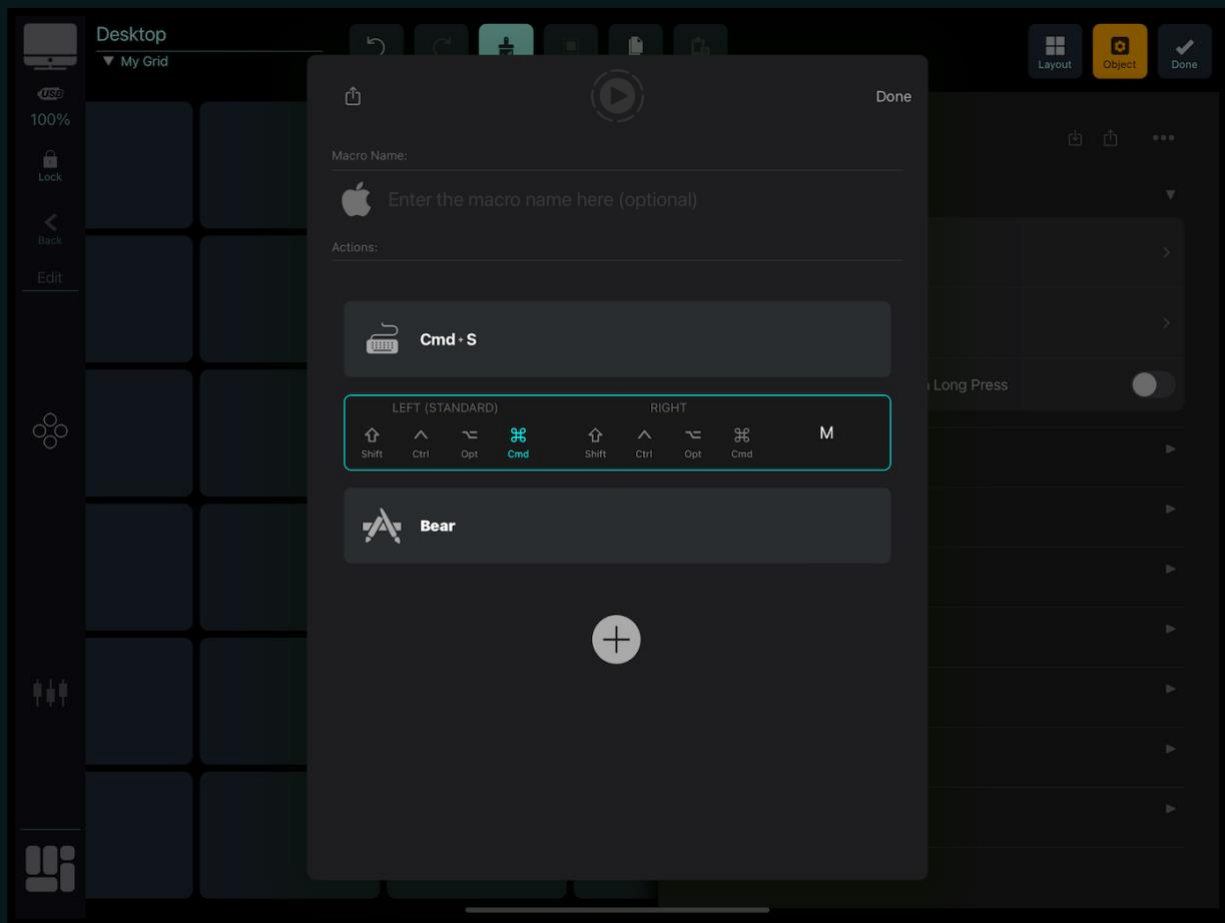 Desktop
▼ My Grid
Layout
Object
Done
USB
100%
Lock
Back
Edit
Done
Macro Name:
Enter the macro name here (optional)
Actions:
Cmd + S
LEFT (STANDARD)
RIGHT
Shift
Ctrl
Opt
Cmd
Shift
Ctrl
Opt
Cmd
M
Bear
Long Press